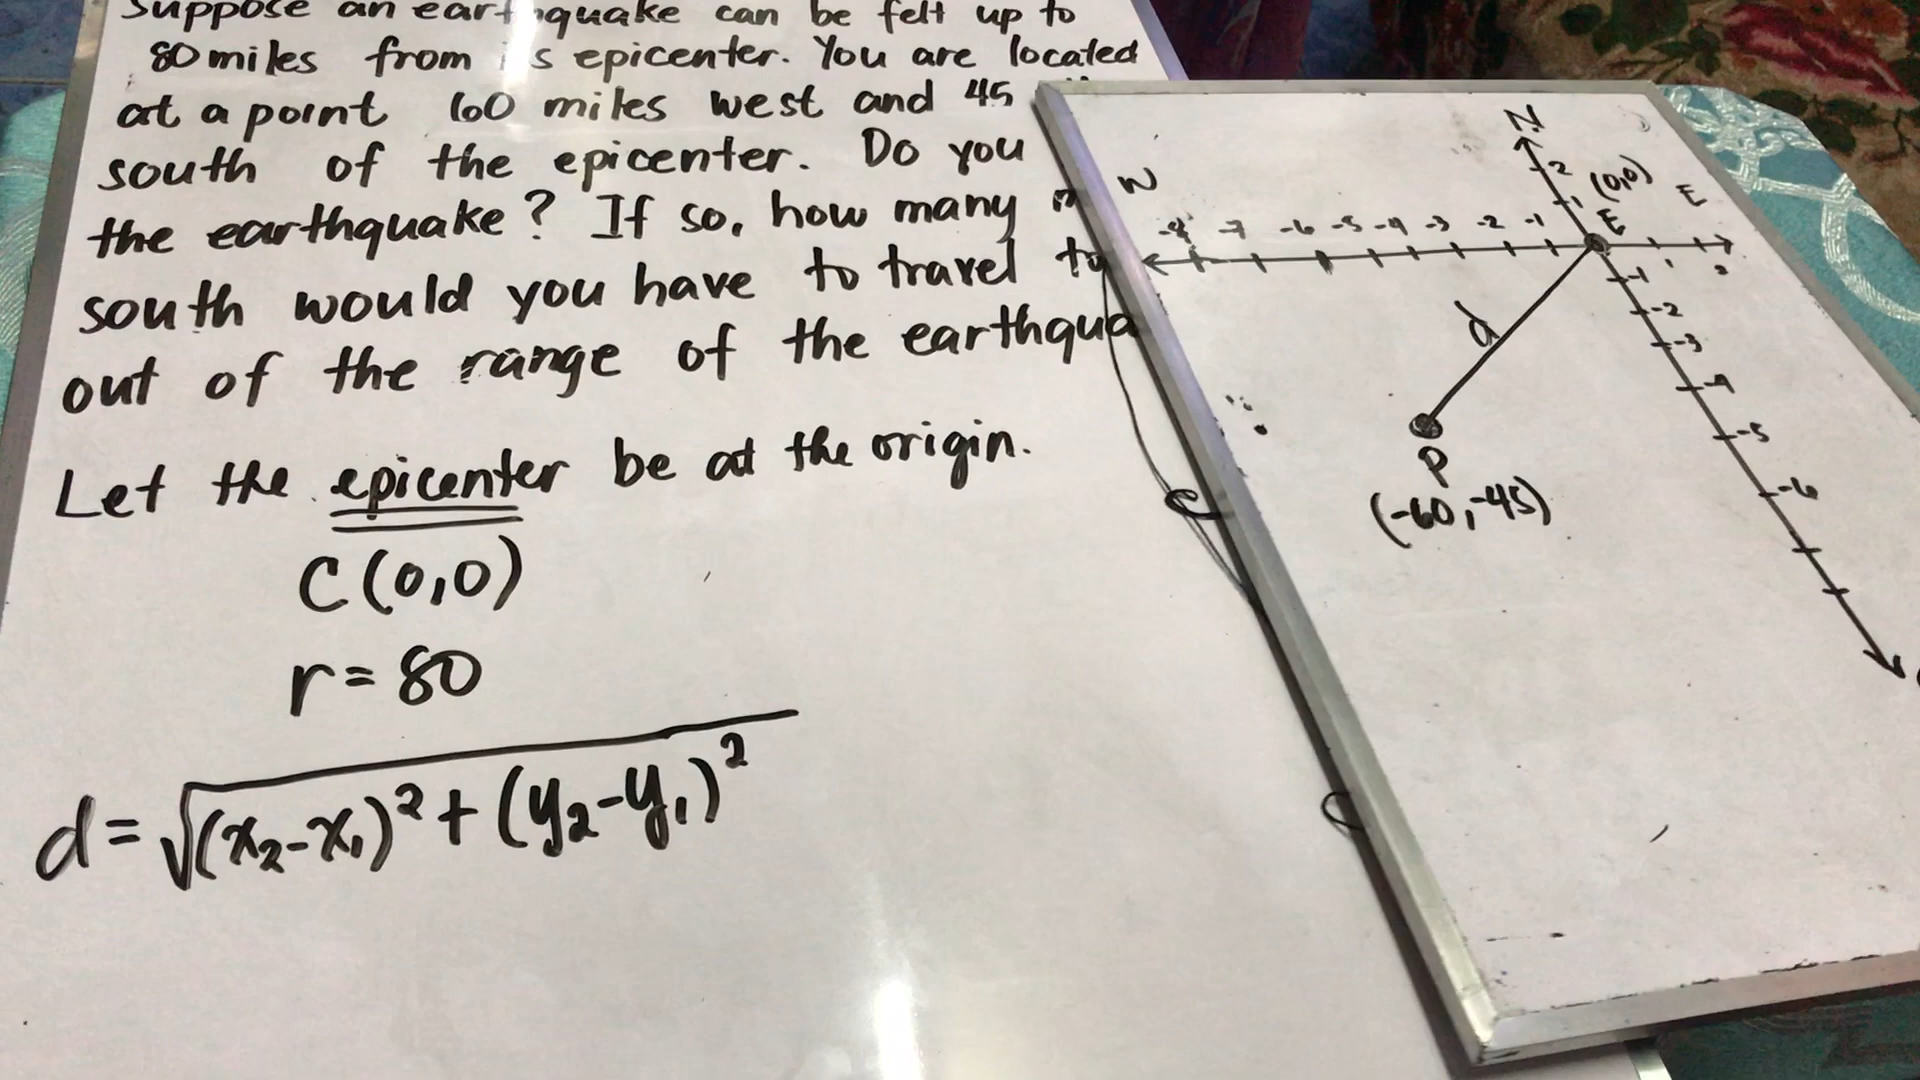 Suppose an earthquake can be felt up to
80 miles from epicenter. You are located
at a point 60 miles west and 45
south of the epicenter. Do you
the earthquake? If so, how many
south would you have to travel to
out of the range of the earthqua
Let the epicenter be at the origin.
C(0,0)
r = 80
d = √(x₂-x₁)² + (y₂-y₁)²
N
2
1
(0,0)
W
E
E
-8 -7 -6 -5 -4 -3 -2 -1
-1
-2
-3
-4
-5
-6
d
P
(-60,-45)